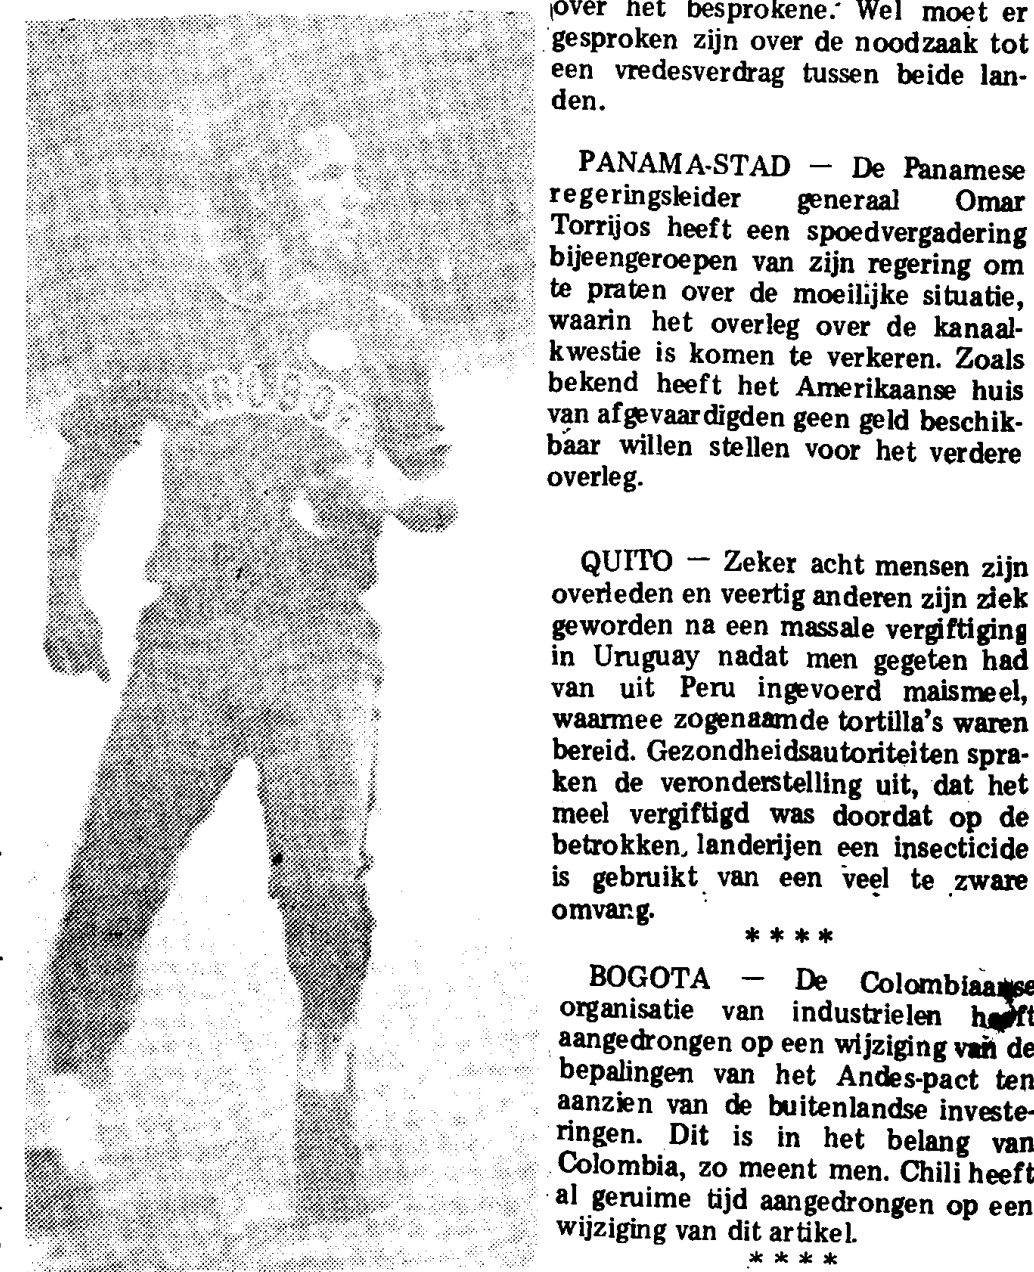 over het besprokene. Wel moet er
gesproken zijn over de noodzaak tot
een vredesverdrag tussen beide lan-
den.
PANAMA-STAD — De Panamese
regeringsleider generaal Omar
Torrijos heeft een spoedvergadering
bijeengeroepen van zijn regering om
te praten over de moeilijke situatie,
waarin het overleg over de kanaal-
kwestie is komen te verkeren. Zoals
bekend heeft het Amerikaanse huis
van afgevaardigden geen geld beschik-
baar willen stellen voor het verdere
overleg.
QUITO — Zeker acht mensen zijn
overleden en veertig anderen zijn ziek
geworden na een massale vergiftiging
in Uruguay nadat men gegeten had
van uit Peru ingevoerd maismeel,
waarmee zogenaamde tortilla's waren
bereid. Gezondheidsautoriteiten spra-
ken de veronderstelling uit, dat het
meel vergiftigd was doordat op de
betrokken landerijen een insecticide
is gebruikt van een veel te zware
omvang.
****
BOGOTA — De Colombiaanse
organisatie van industrielen heeft
aangedrongen op een wijziging van de
bepalingen van het Andes-pact ten
aanzien van de buitenlandse investe-
ringen. Dit is in het belang van
Colombia, zo meent men. Chili heeft
al geruime tijd aangedrongen op een
wijziging van dit artikel.
****